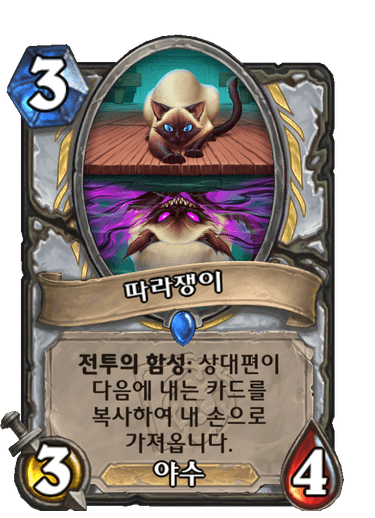 3
따라쟁이
전투의 함성: 상대편이
다음에 내는 카드를
복사하여 내 손으로
가져옵니다.
3
야수
4